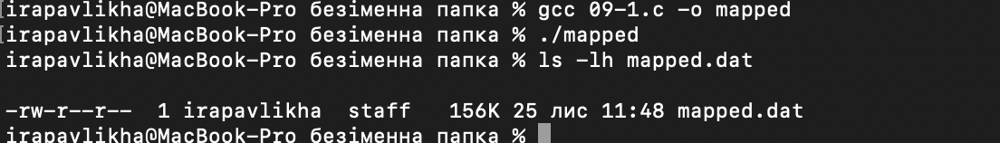 [irapavlikha@MacBook-Pro безіменна папка % gcc 09-1.c -o mapped
[irapavlikha@MacBook-Pro безіменна папка % ./mapped
irapavlikha@MacBook-Pro безіменна папка % ls -lh mapped.dat
-rw-r--r--  1 irapavlikha  staff   156K 25 лис 11:48 mapped.dat
irapavlikha@MacBook-Pro безіменна папка %